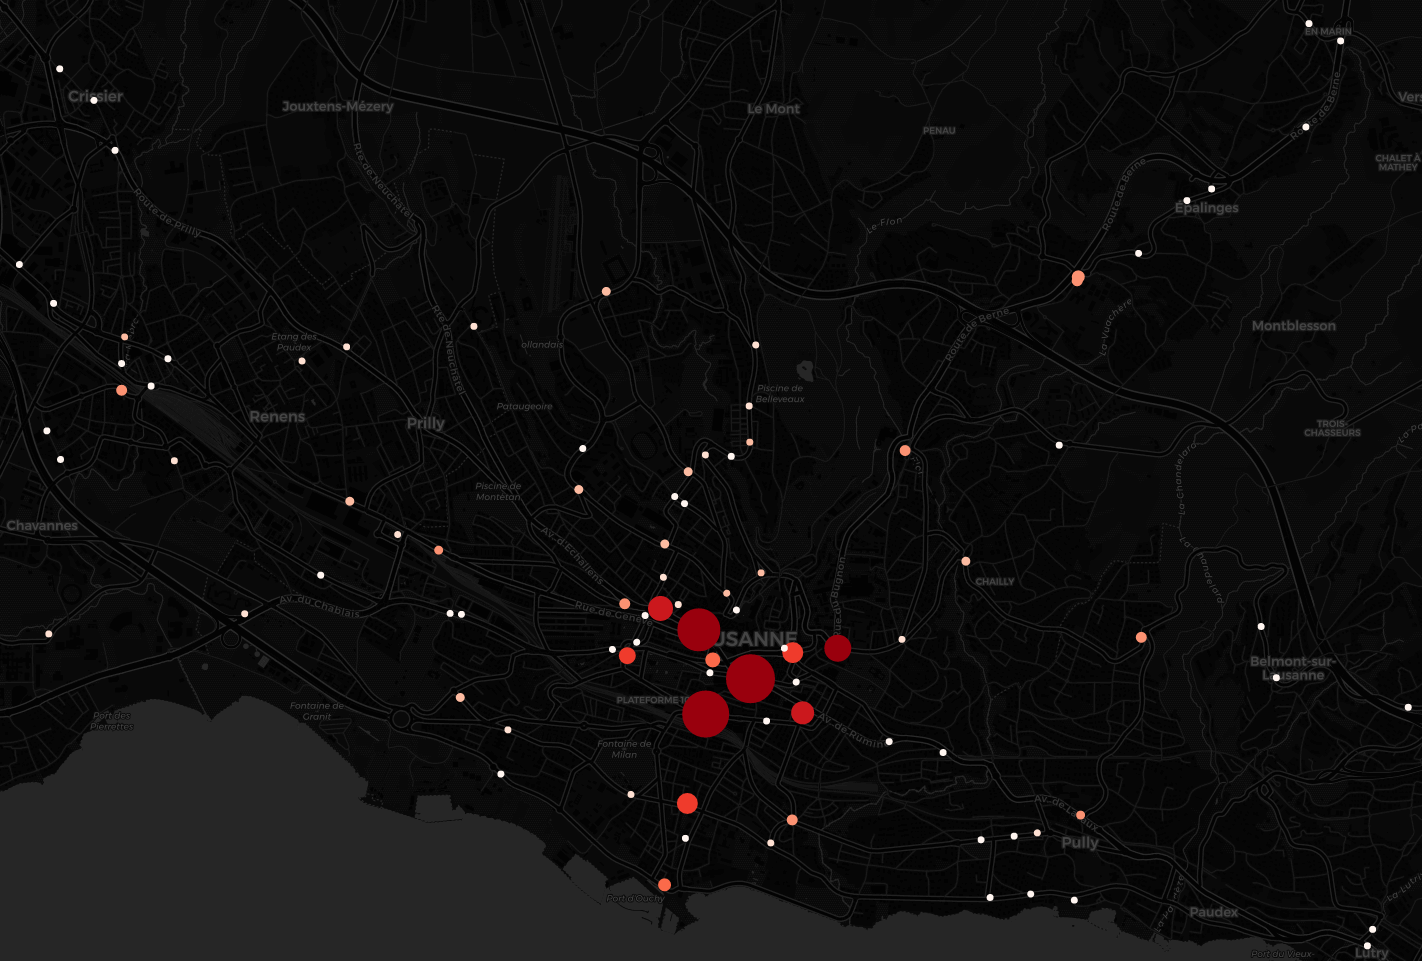 EN MARIN
Crissier
Jouxtens-Mézery
Le Mont
Ver
PENAU
Route de Berne
CHALET À
MATHEY
Rte de Neuchâtel
Route de Berne
Route de Prilly
Epalinges
Le Flon
Montblesson
La Vuachère
Route de Berne
Rte de Neuchâtel
Etang des
Paudex
ollandais
Piscine de
Belleveaux
Pataugeoire
Renens
Prilly
TROIS-
CHASSEURS
La Chandelard
Piscine de
Montétan
Chavannes
Av. d'Echallens
CHAILLY
Rue du Bugnon
Av. du Chablais
Rue de Genève
USANNE
Belmont-sur-
Lausanne
PLATEFORME 10
Fontaine de
Granit
Port des
Pierrettes
Av. de Rumine
Fontaine de
Milan
Av. de
Pully
Port d'Ouchy
Paudex
La Lutrive
Port du Vieux
Lutry